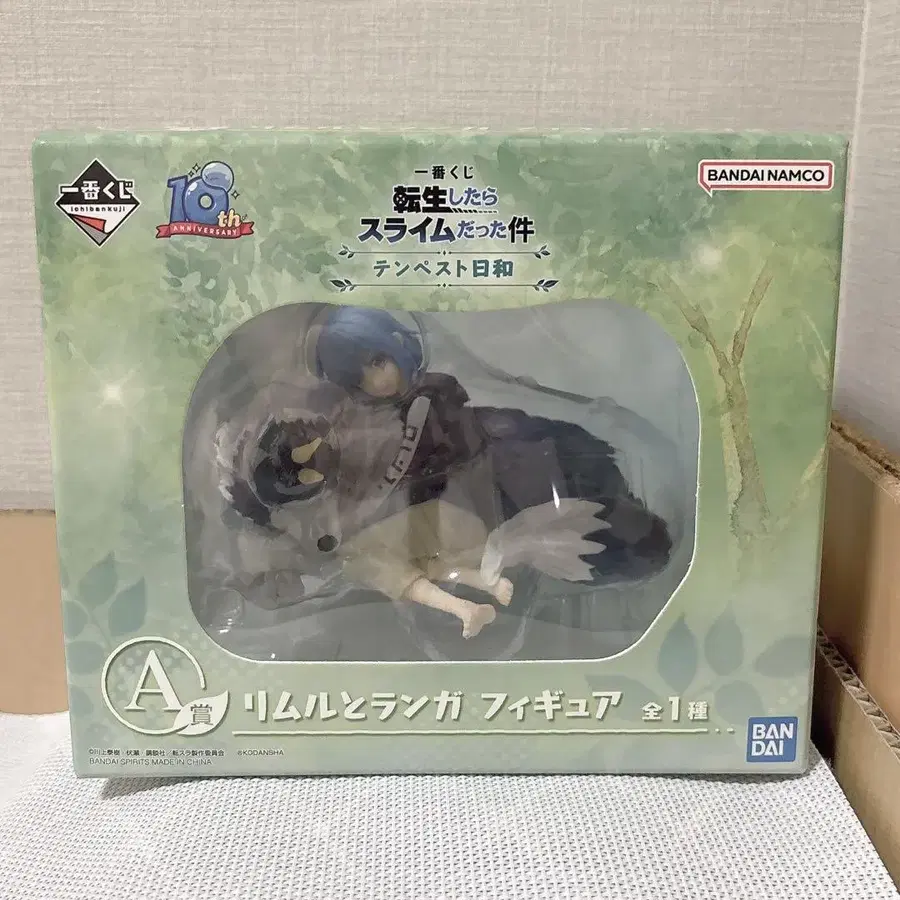 一番くじ
ichibankuji
10th
ANNIVERSARY
一番くじ
転生したら
スライムだった件
テンペスト日和
BANDAI NAMCO
A賞
リムルとランガ フィギュア 全1種
©川上泰樹・伏瀬・講談社/転スラ製作委員会 ©KODANSHA
BANDAI SPIRITS MADE IN CHINA
BAN
DAI